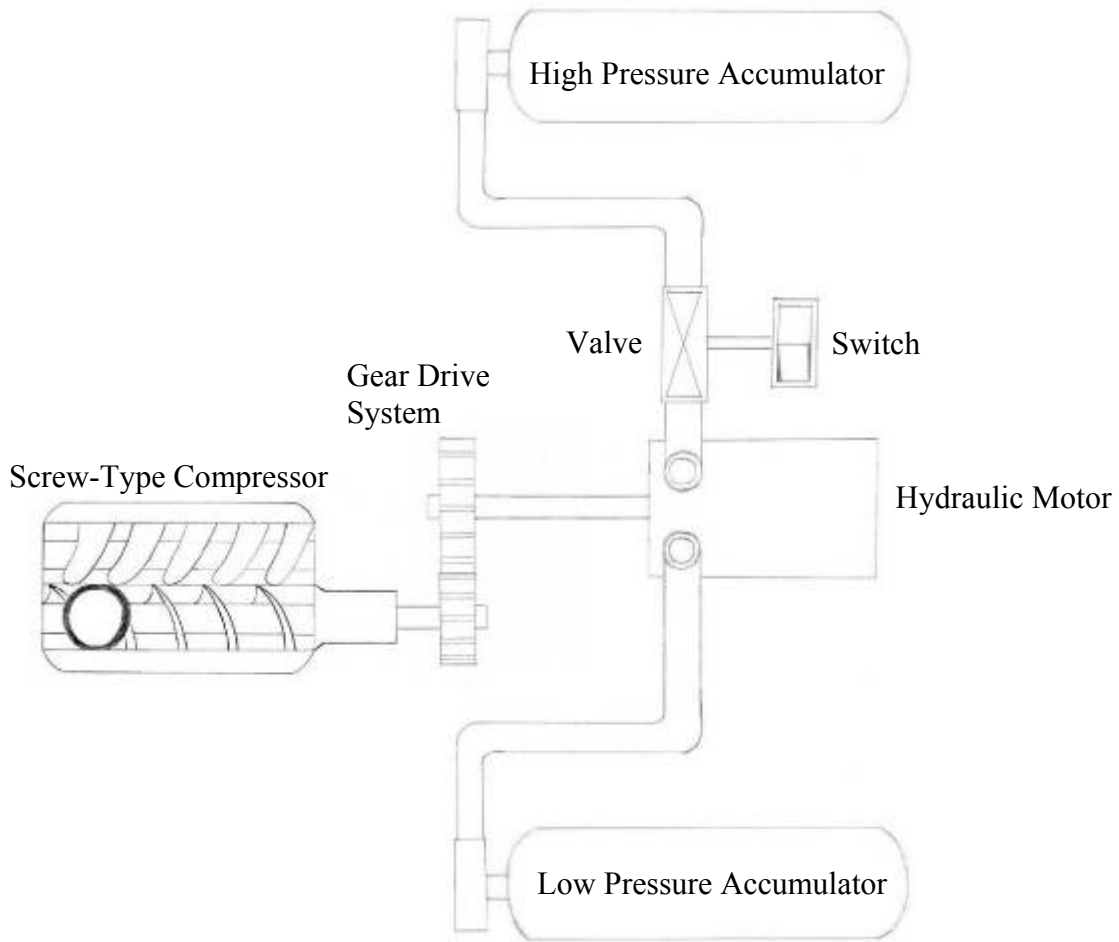 High Pressure Accumulator
Valve
Switch
Gear Drive
System
Screw-Type Compressor
Hydraulic Motor
Low Pressure Accumulator